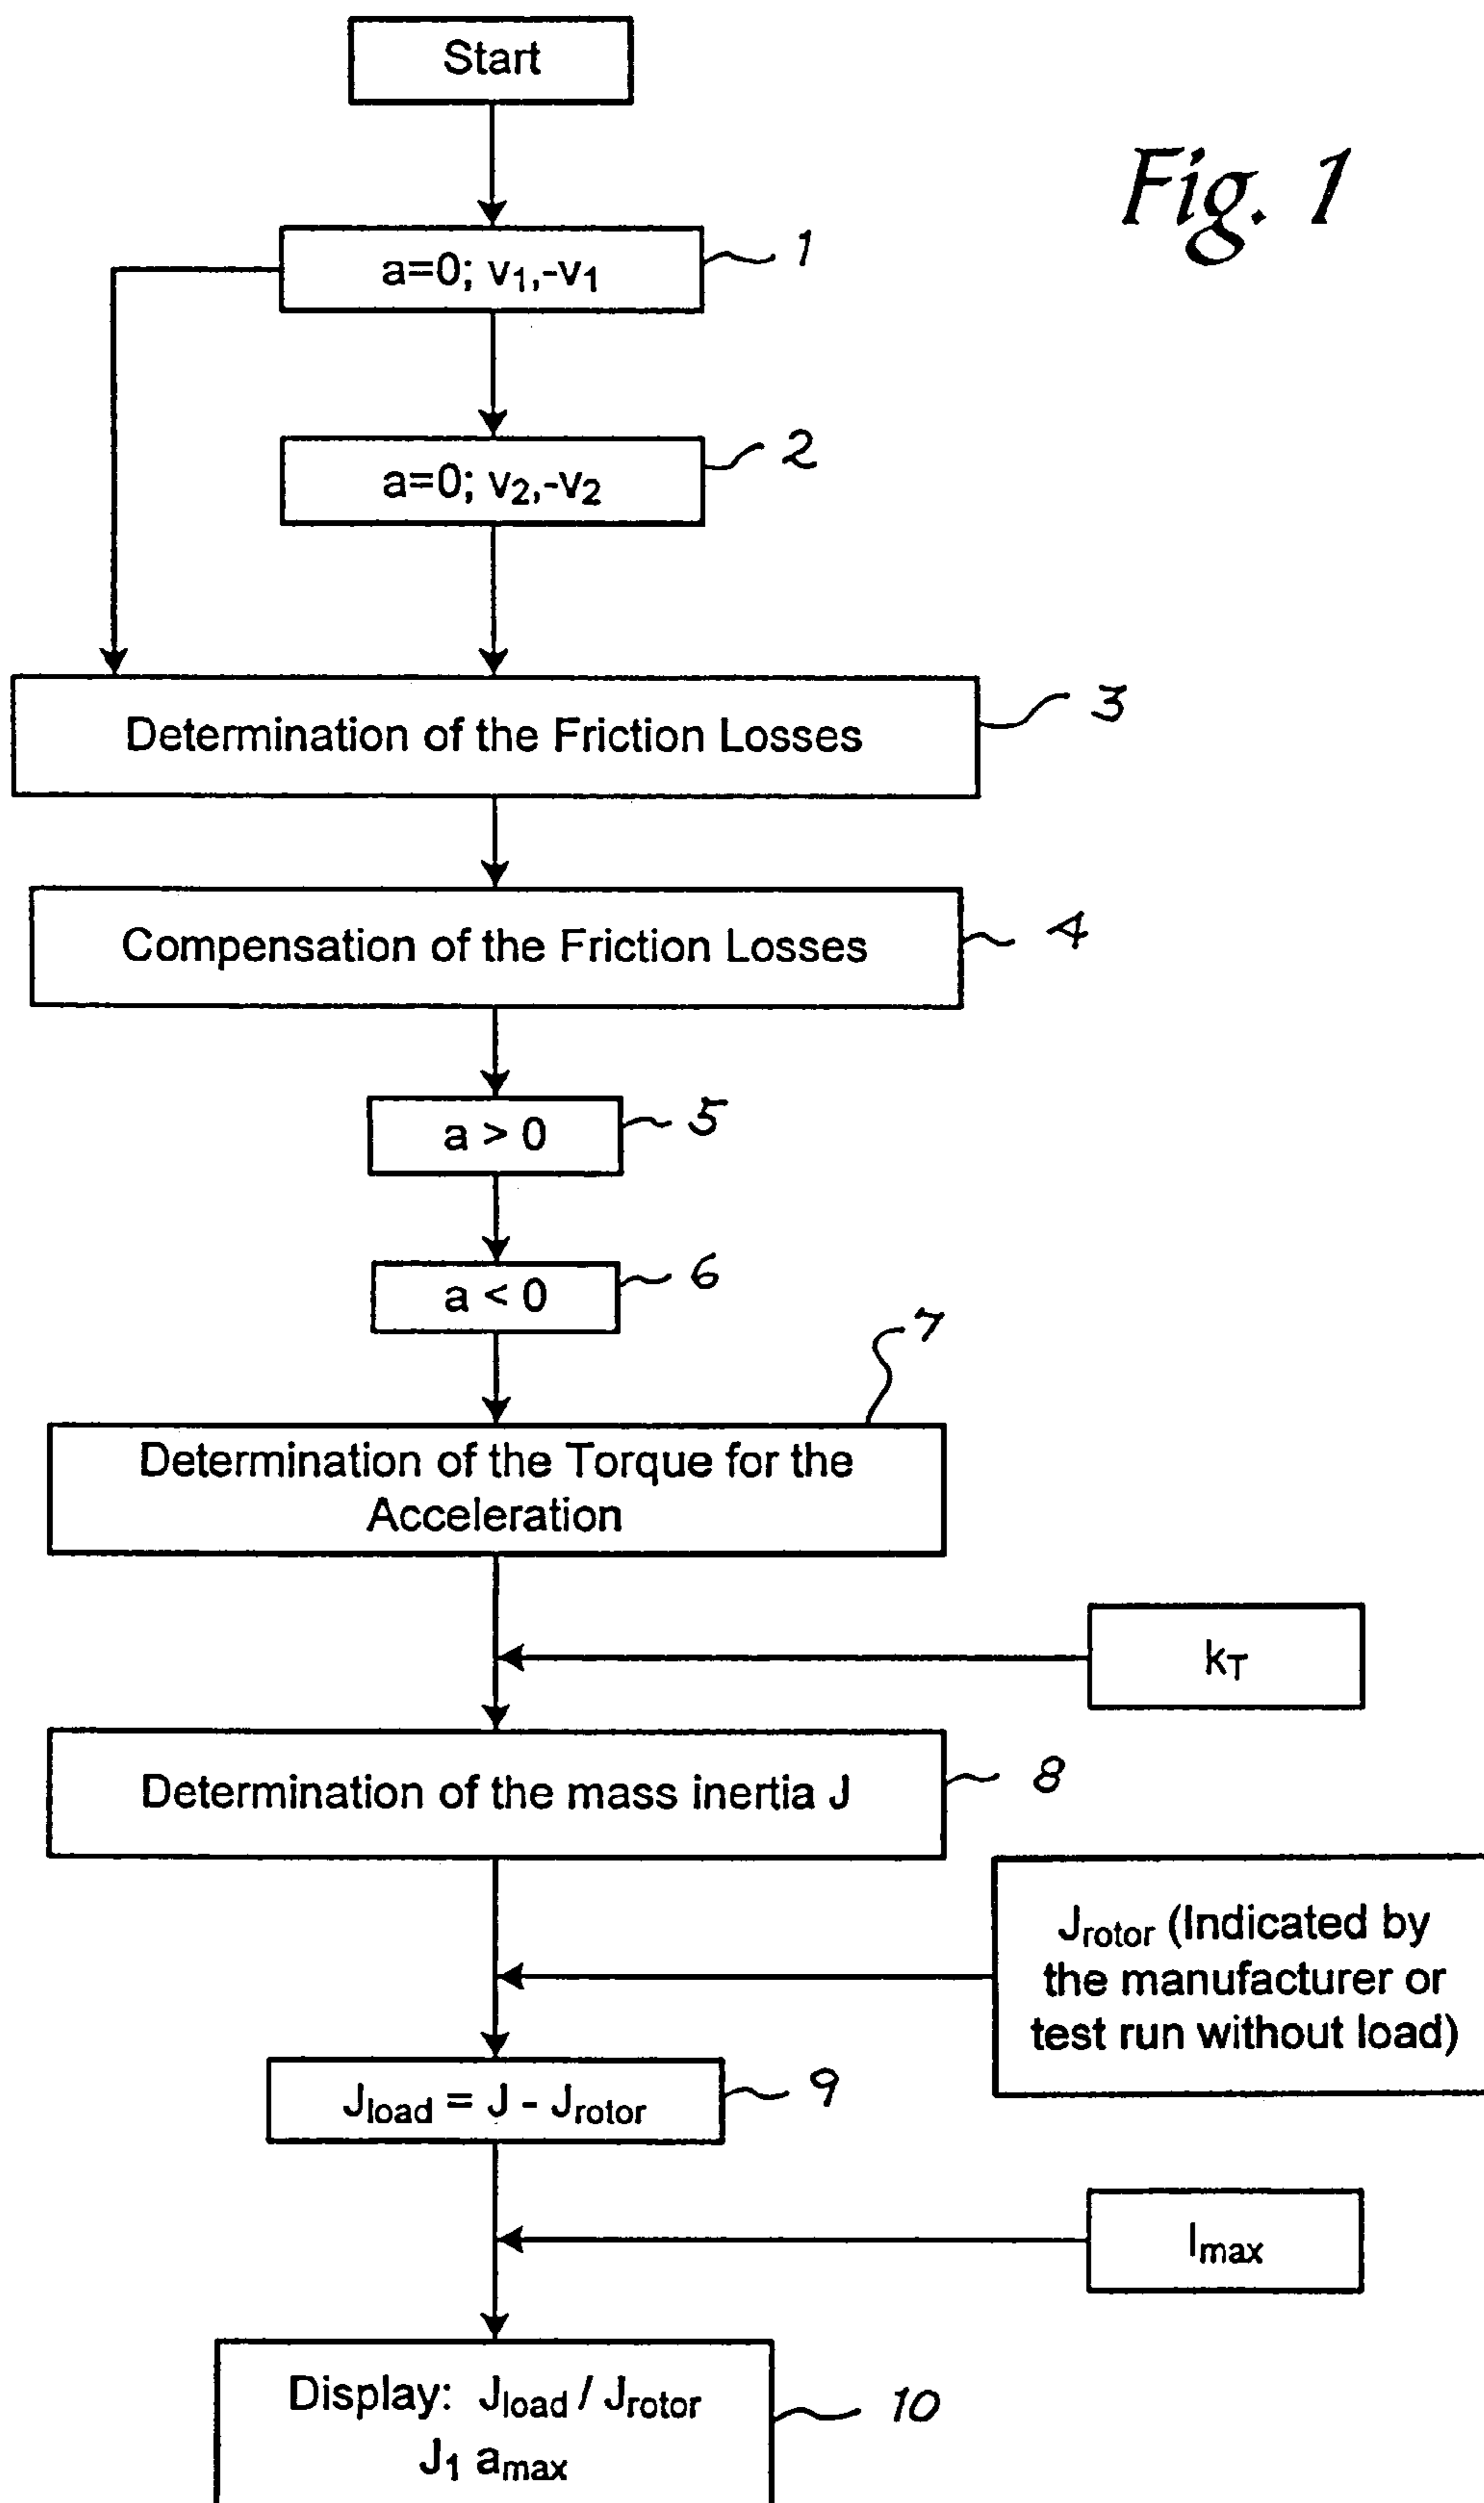 Start
Fig. 1
a=0; v1,-v1
1
a=0; v2,-v2
2
Determination of the Friction Losses
3
Compensation of the Friction Losses
4
a > 0
5
a < 0
6
7
Determination of the Torque for the
Acceleration
kT
Determination of the mass inertia J
8
Jrotor (Indicated by
the manufacturer or
test run without load)
Jload = J - Jrotor
9
Imax
Display: Jload / Jrotor
J1 amax
10